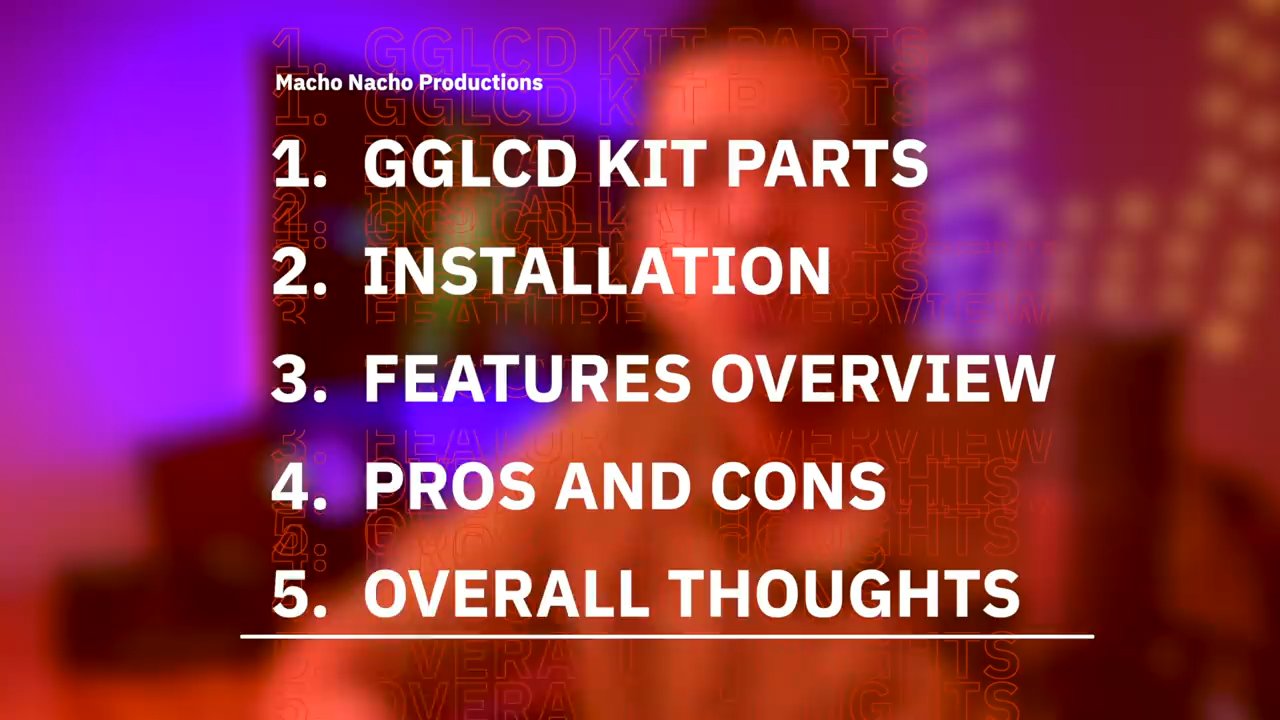 Macho Nacho Productions
1. GGLCD KIT PARTS
2. INSTALLATION
3. FEATURES OVERVIEW
4. PROS AND CONS
5. OVERALL THOUGHTS